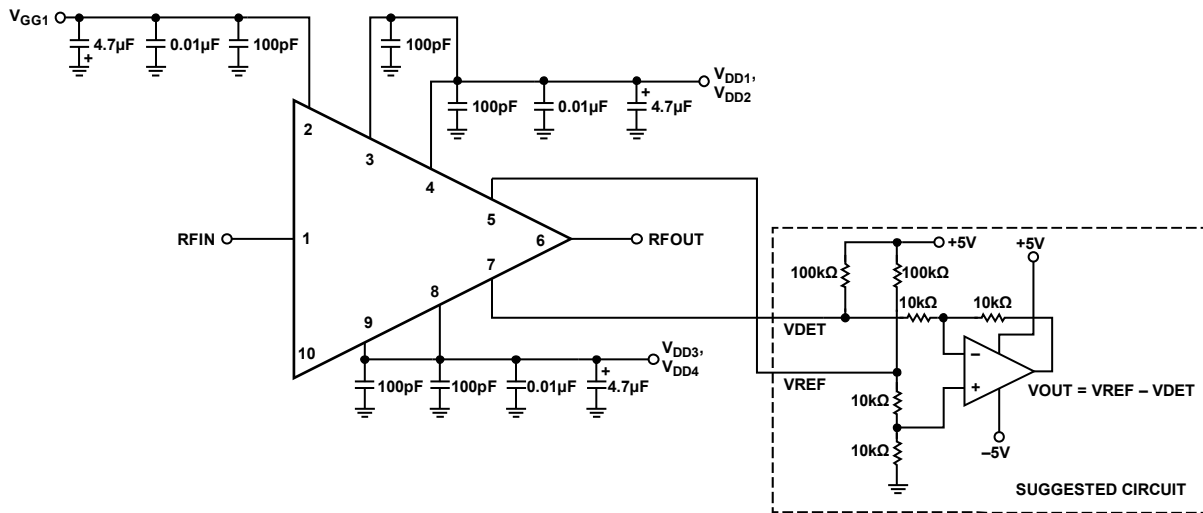 VGG1
4.7µF
0.01µF
100pF
100pF
VDD1,
VDD2
100pF
0.01µF
4.7µF
+
+
2
3
4
5
RFIN
1
6
RFOUT
7
8
9
10
VDD3,
VDD4
100pF
100pF
0.01µF
+
4.7µF
+5V
+5V
100kΩ
100kΩ
10kΩ
10kΩ
VDET
–
VREF
+
10kΩ
VOUT = VREF – VDET
10kΩ
–5V
SUGGESTED CIRCUIT